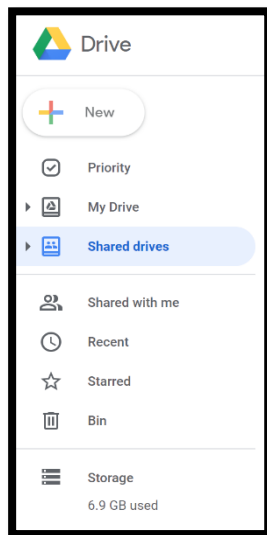 Drive
New
Priority
My Drive
Shared drives
Shared with me
Recent
Starred
Bin
Storage
6.9 GB used